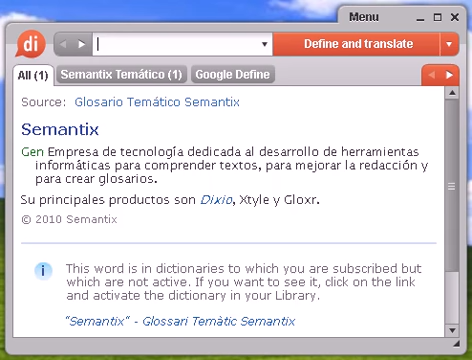 Menu
di
Define and translate
All (1)
Semantix Temático (1)
Google Define
Source: Glosario Temático Semantix
Semantix
Gen Empresa de tecnología dedicada al desarrollo de herramientas
informáticas para comprender textos, para mejorar la redacción y
para crear glosarios.
Su principales productos son Dixio, Xtyle y Gloxr.
© 2010 Semantix
i
This word is in dictionaries to which you are subscribed but
which are not active. If you want to see it, click on the link
and activate the dictionary in your Library.
"Semantix" - Glossari Temàtic Semantix